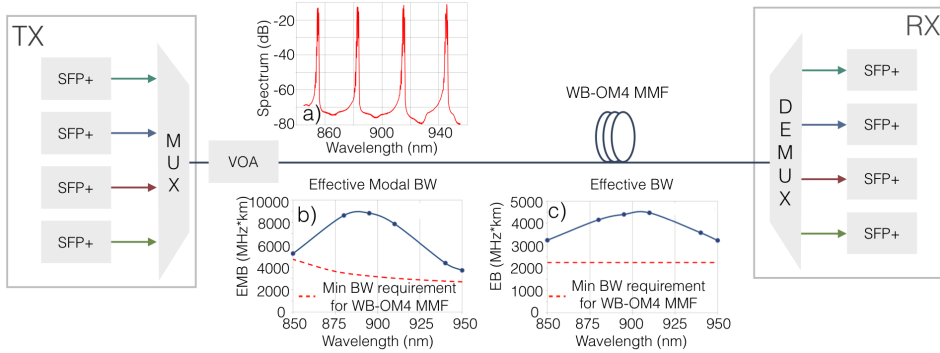 TX
SFP+
SFP+
SFP+
SFP+
MUX
VOA
Spectrum (dB)
-20
-40
-60
-80
a)
860
900
940
Wavelength (nm)
WB-OM4 MMF
RX
DEMUX
SFP+
SFP+
SFP+
SFP+
Effective Modal BW
b)
EMB (MHz*km)
10000
8000
6000
4000
2000
0
Min BW requirement
for WB-OM4 MMF
850
875
900
925
950
Wavelength (nm)
Effective BW
c)
EB (MHz*km)
5000
4000
3000
2000
1000
0
Min BW requirement
for WB-OM4 MMF
850
875
900
925
950
Wavelength (nm)